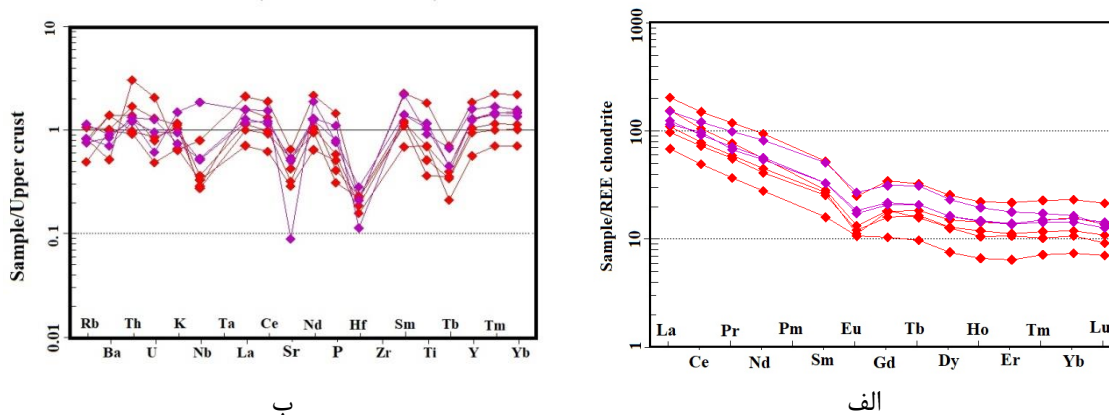 Sample/Upper crust
10
1
0.1
0.01
Rb Th K Ta Ce Nd Hf Sm Tb Tm
Ba U Nb La Sr P Zr Ti Y Yb
ب
Sample/REE chondrite
1000
100
10
1
La Pr Pm Eu Tb Ho Tm Lu
Ce Nd Sm Gd Dy Er Yb
الف